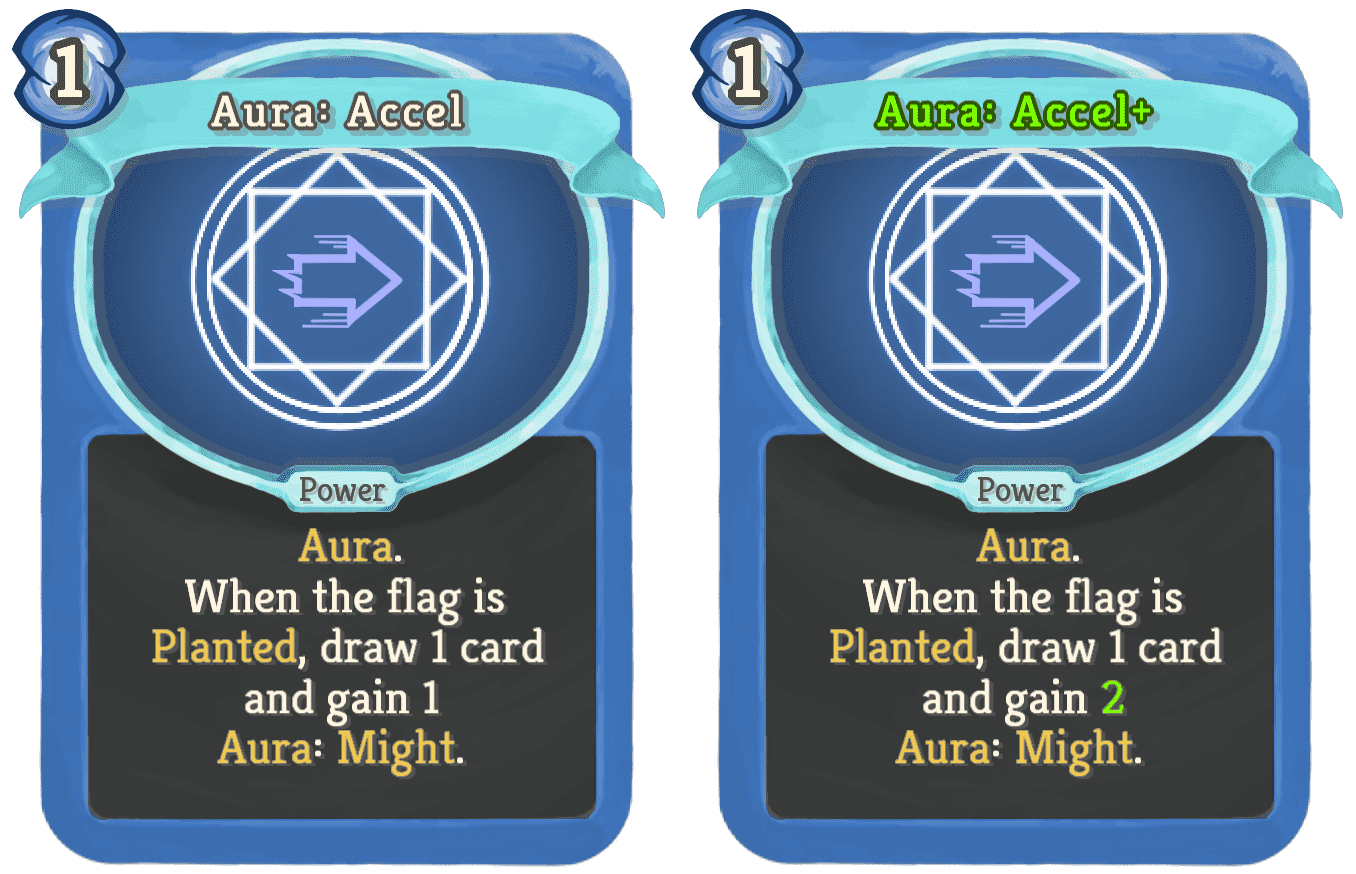 1
Aura: Accel
Power
Aura.
When the flag is
Planted, draw 1 card
and gain 1
Aura: Might.
1
Aura: Accel+
Power
Aura.
When the flag is
Planted, draw 1 card
and gain 2
Aura: Might.